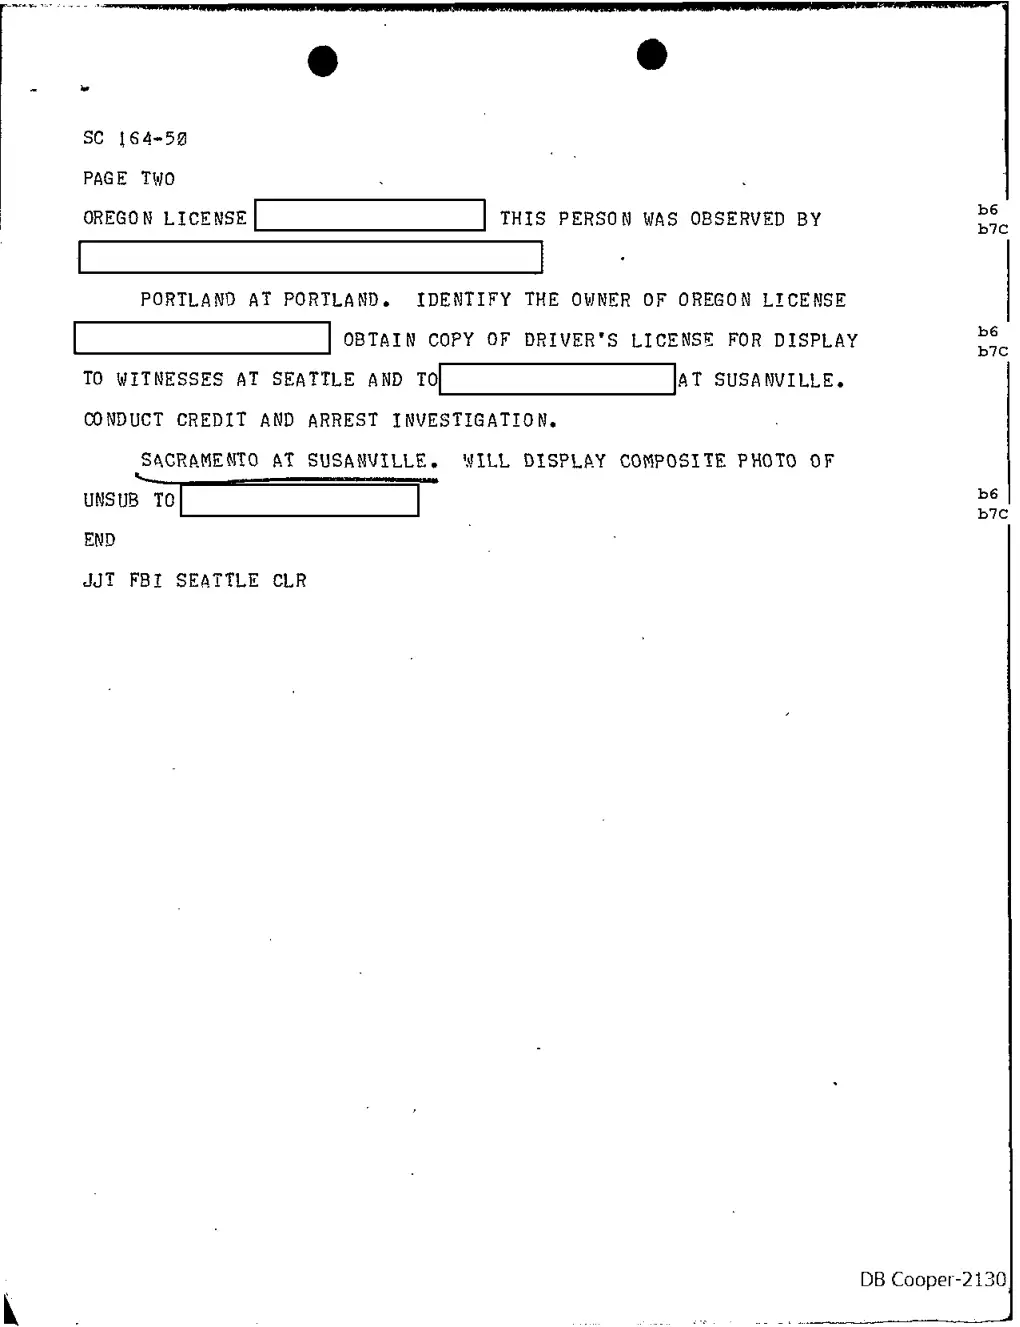 SC 164-50
PAGE TWO
OREGON LICENSE THIS PERSON WAS OBSERVED BY
b6
b7C
PORTLAND AT PORTLAND. IDENTIFY THE OWNER OF OREGON LICENSE
OBTAIN COPY OF DRIVER'S LICENSE FOR DISPLAY
b6
b7C
TO WITNESSES AT SEATTLE AND TO AT SUSANVILLE.
CONDUCT CREDIT AND ARREST INVESTIGATION.
SACRAMENTO AT SUSANVILLE. WILL DISPLAY COMPOSITE PHOTO OF
UNSUB TO
b6
b7C
END
JJT FBI SEATTLE CLR
DB Cooper-2130